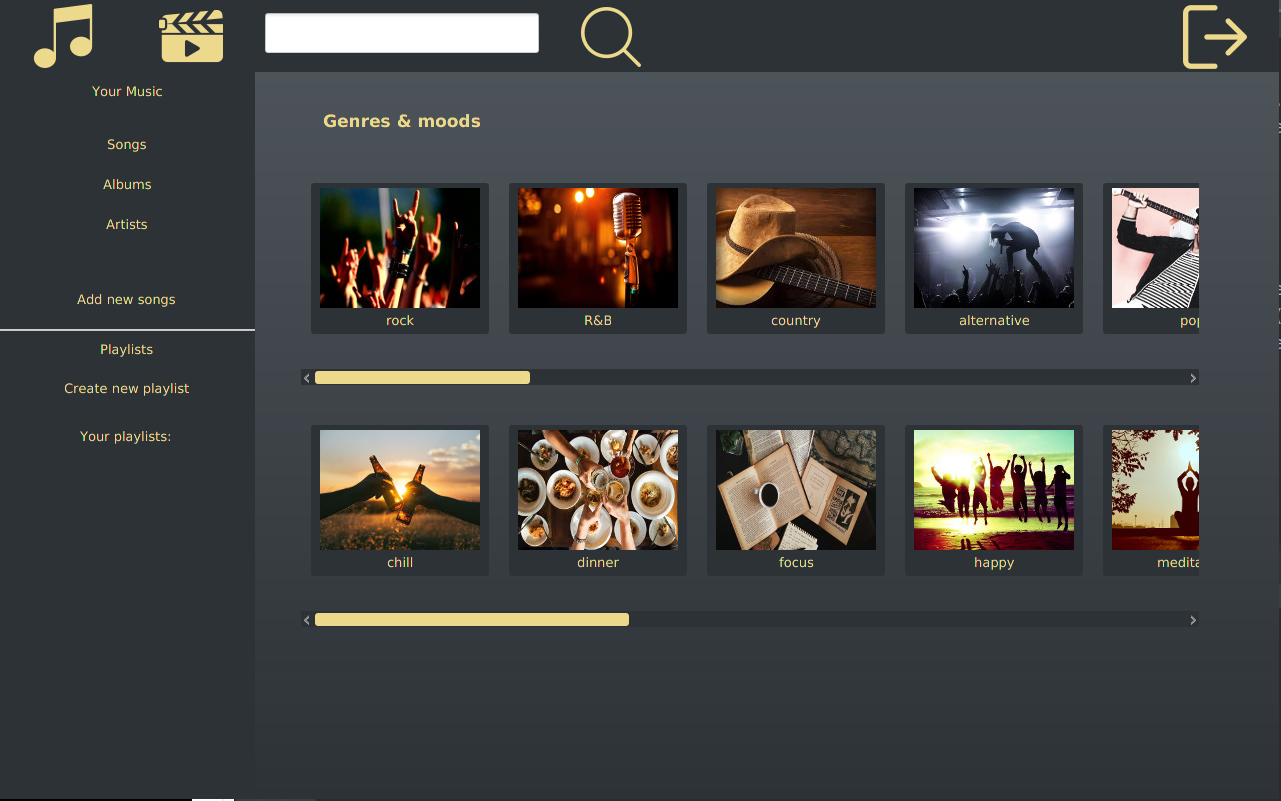 Your Music
Songs
Albums
Artists
Add new songs
Playlists
Create new playlist
Your playlists:
Genres & moods
rock
R&B
country
alternative
pop
chill
dinner
focus
happy
medita